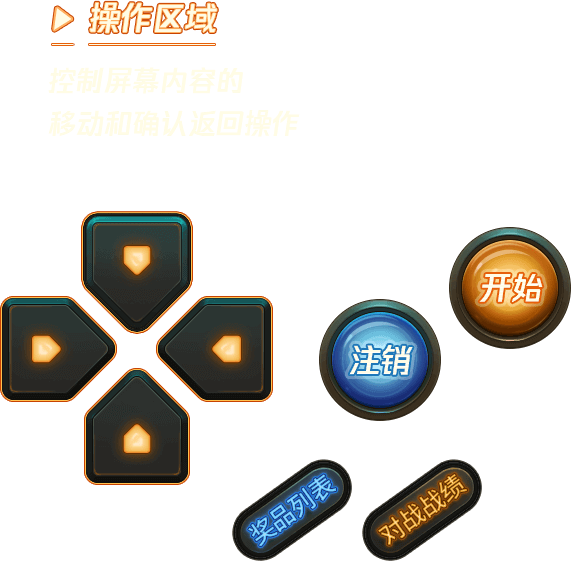 操作区域
控制屏幕内容的
移动和确认返回操作
开始
注销
奖品列表
对战战绩